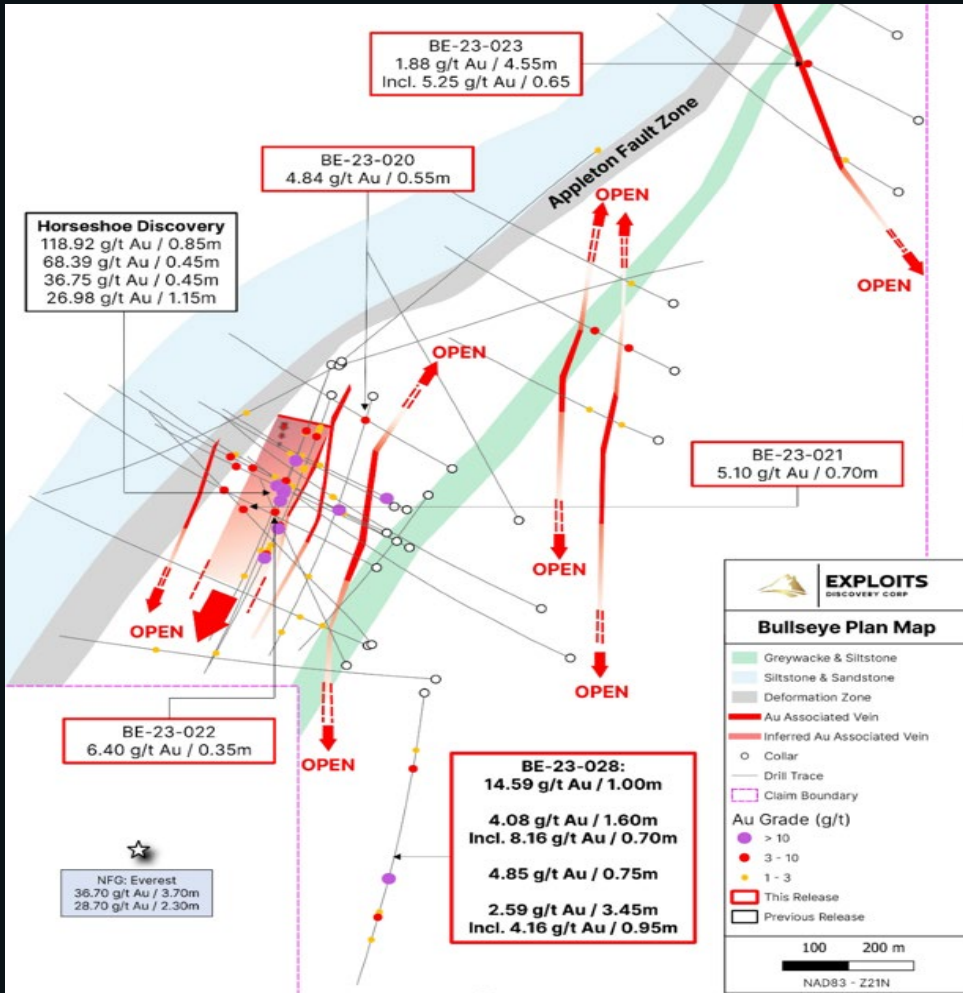 BE-23-023
1.88 g/t Au / 4.55m
Incl. 5.25 g/t Au / 0.65
BE-23-020
4.84 g/t Au / 0.55m
Appleton Fault Zone
Horseshoe Discovery
118.92 g/t Au / 0.85m
68.39 g/t Au / 0.45m
36.75 g/t Au / 0.45m
26.98 g/t Au / 1.15m
OPEN
OPEN
OPEN
BE-23-021
5.10 g/t Au / 0.70m
OPEN
OPEN
OPEN
OPEN
BE-23-022
6.40 g/t Au / 0.35m
BE-23-028:
14.59 g/t Au / 1.00m
4.08 g/t Au / 1.60m
Incl. 8.16 g/t Au / 0.70m
4.85 g/t Au / 0.75m
2.59 g/t Au / 3.45m
Incl. 4.16 g/t Au / 0.95m
NFG: Everest
36.70 g/t Au / 3.70m
28.70 g/t Au / 2.30m
EXPLOITS
DISCOVERY CORP
Bullseye Plan Map
Greywacke & Siltstone
Siltstone & Sandstone
Deformation Zone
Au Associated Vein
Inferred Au Associated Vein
Collar
Drill Trace
Claim Boundary
Au Grade (g/t)
> 10
3 - 10
1 - 3
This Release
Previous Release
100 200 m
NAD83 - Z21N